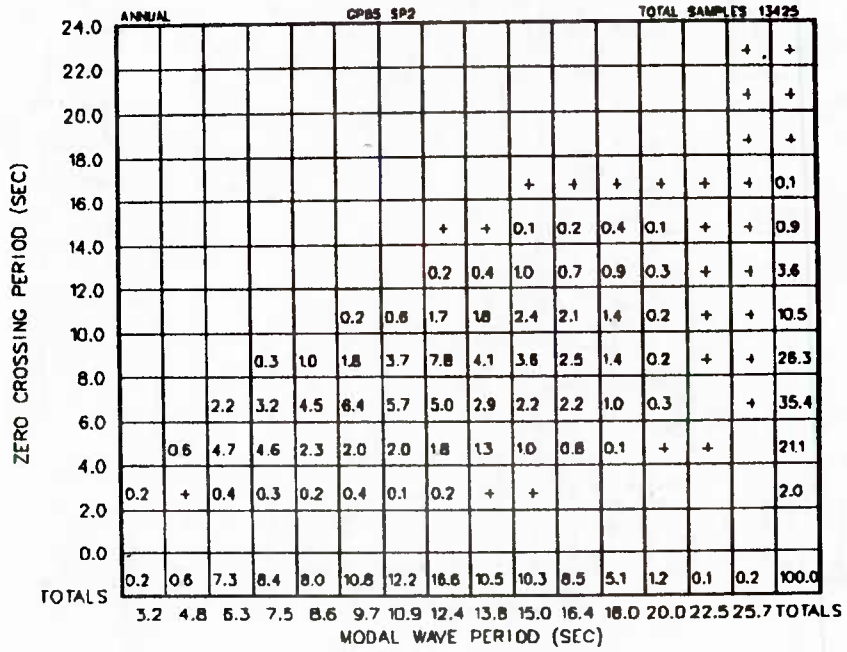 ANNUAL GPBS SP2 TOTAL SAMPLES 13425
24.0
+ +
22.0
+ +
20.0
+ +
18.0
+ + + + + + 0.1
16.0
+ + 0.1 0.2 0.4 0.1 + + 0.9
14.0
0.2 0.4 1.0 0.7 0.9 0.3 + + 3.6
12.0
0.2 0.6 1.7 1.8 2.4 2.1 1.4 0.2 + + 10.5
10.0
0.3 1.0 1.8 3.7 7.8 4.1 3.6 2.5 1.4 0.2 + + 26.3
8.0
2.2 3.2 4.5 6.4 5.7 5.0 2.9 2.2 2.2 1.0 0.3 + 35.4
6.0
0.6 4.7 4.6 2.3 2.0 2.0 1.8 1.3 1.0 0.8 0.1 + + 21.1
4.0
0.2 + 0.4 0.3 0.2 0.4 0.1 0.2 + + 2.0
2.0
0.0
0.2 0.6 7.3 8.4 8.0 10.8 12.2 16.6 10.5 10.3 8.5 5.1 1.2 0.1 0.2 100.0
TOTALS
3.2 4.8 6.3 7.5 8.6 9.7 10.9 12.4 13.8 15.0 16.4 18.0 20.0 22.5 25.7 TOTALS
MODAL WAVE PERIOD (SEC)
ZERO CROSSING PERIOD (SEC)